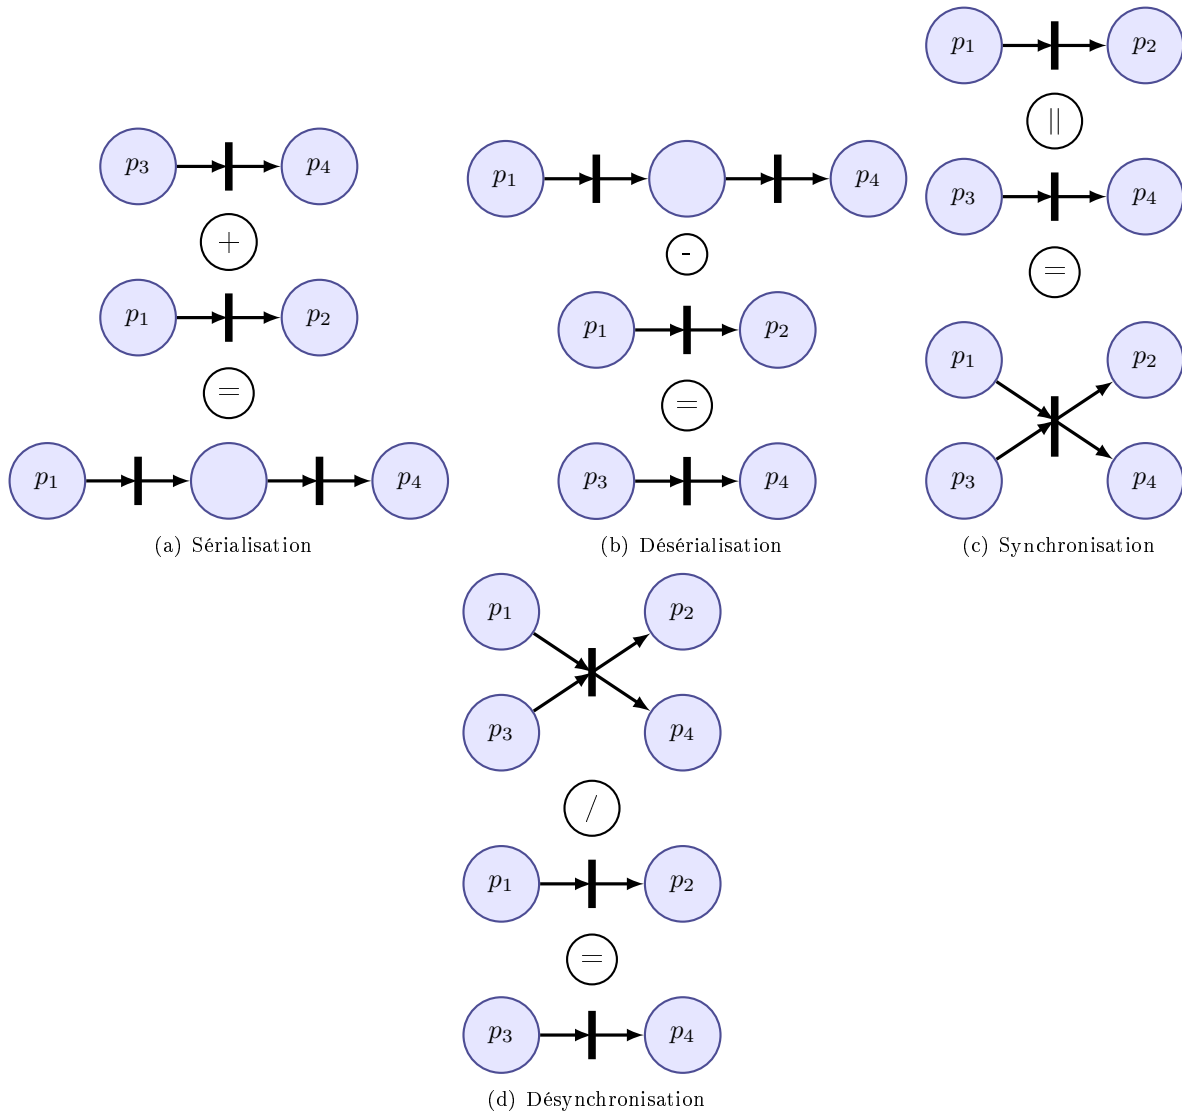 p3 p4
+
p1 p2
=
p1 p4
(a) Sérialisation
p1 p4
-
p1 p2
=
p3 p4
(b) Désérialisation
p1 p2
||
p3 p4
=
p1 p2
p3 p4
(c) Synchronisation
p1 p2
p3 p4
/
p1 p2
=
p3 p4
(d) Désynchronisation